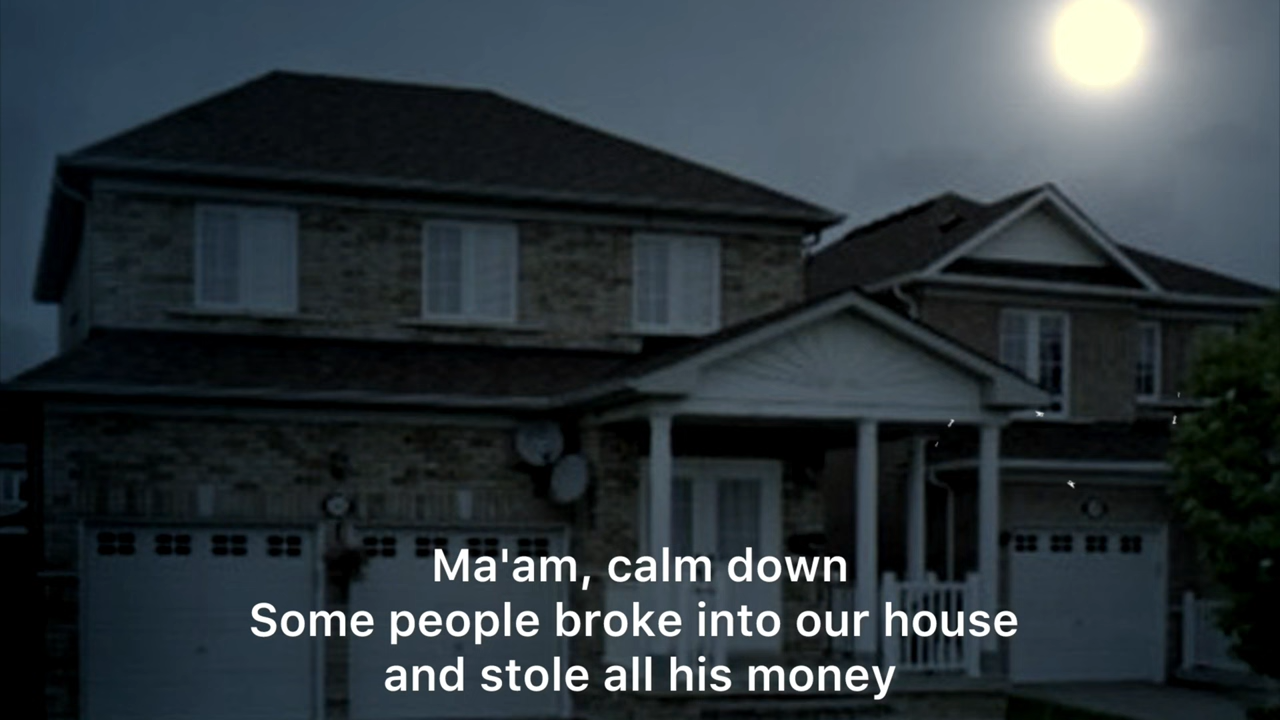 Ma'am, calm down
Some people broke into our house
and stole all his money